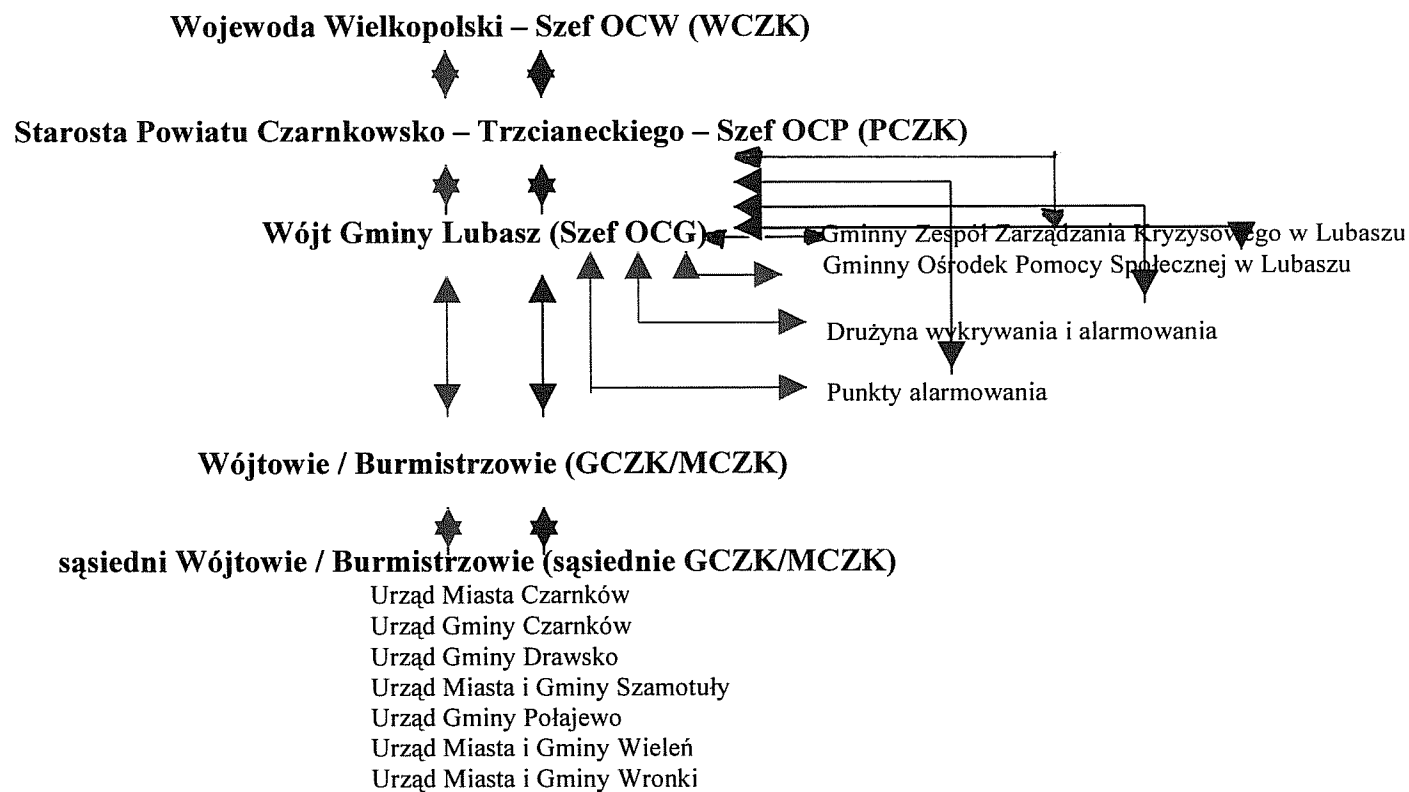 Wojewoda Wielkopolski – Szef OCW (WCZK)
Starosta Powiatu Czarnkowsko – Trzcianeckiego – Szef OCP (PCZK)
Wójt Gminy Lubasz (Szef OCG)
Gminny Zespół Zarządzania Kryzysowego w Lubaszu
Gminny Ośrodek Pomocy Społecznej w Lubaszu
Drużyna wykrywania i alarmowania
Punkty alarmowania
Wójtowie / Burmistrzowie (GCZK/MCZK)
sąsiedni Wójtowie / Burmistrzowie (sąsiednie GCZK/MCZK)
Urząd Miasta Czarnków
Urząd Gminy Czarnków
Urząd Gminy Drawsko
Urząd Miasta i Gminy Szamotuły
Urząd Gminy Połajewo
Urząd Miasta i Gminy Wieleń
Urząd Miasta i Gminy Wronki